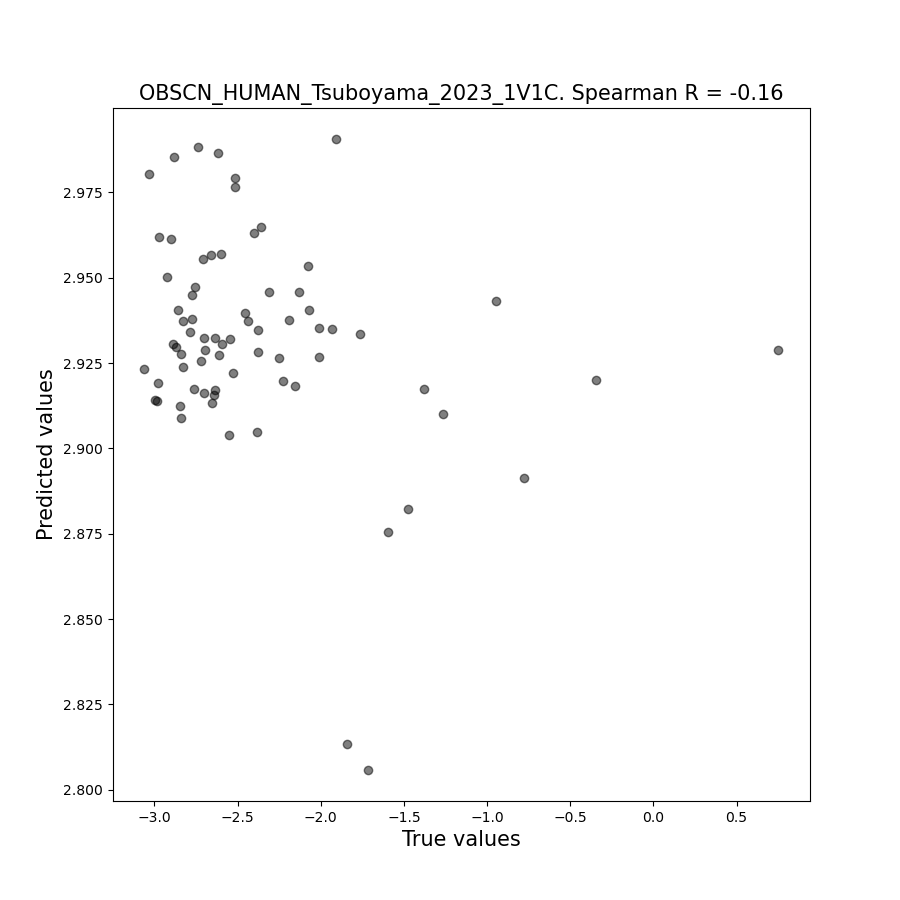 OBSCN_HUMAN_Tsuboyama_2023_1V1C. Spearman R = -0.16
2.975
2.950
2.925
2.900
2.875
2.850
2.825
2.800
Predicted values
−3.0 −2.5 −2.0 −1.5 −1.0 −0.5 0.0 0.5
True values